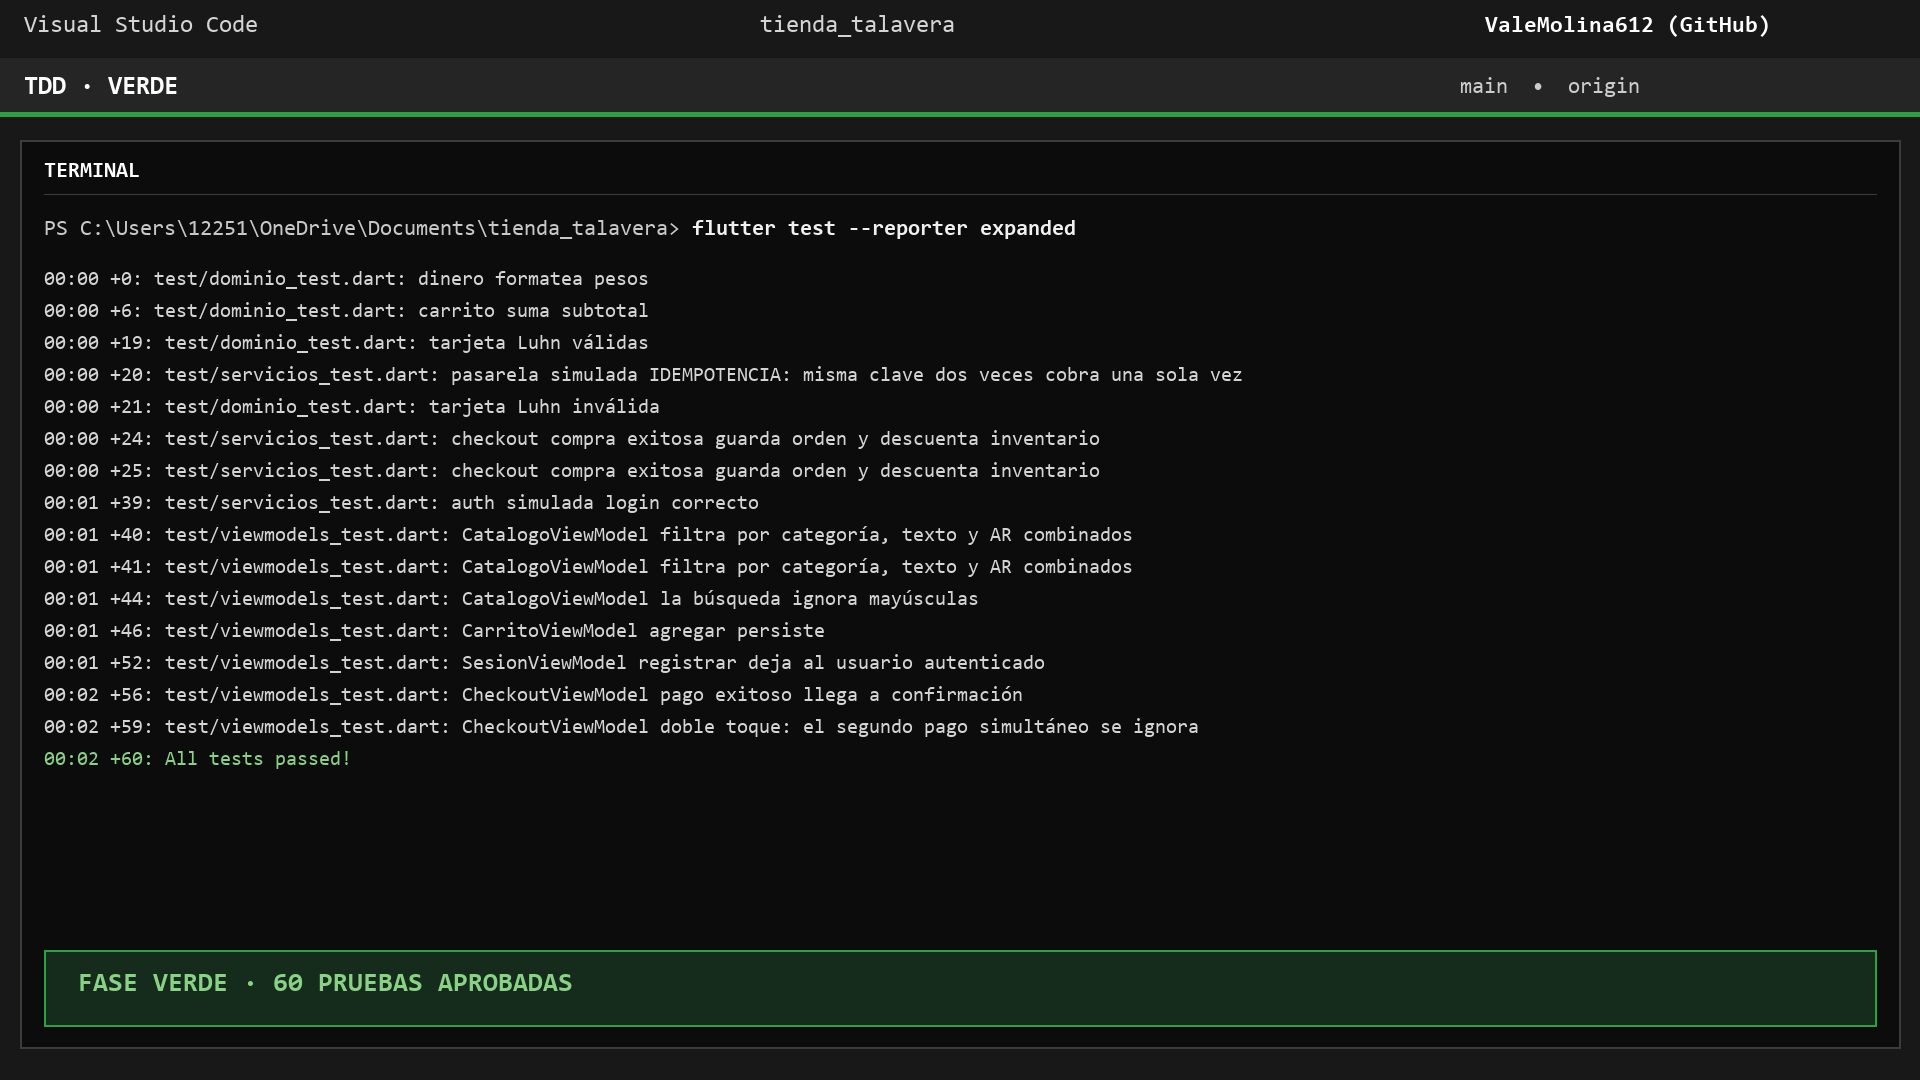 Visual Studio Code
tienda_talavera
ValeMolina612 (GitHub)
TDD · VERDE
main • origin
TERMINAL
PS C:\Users\12251\OneDrive\Documents\tienda_talavera> flutter test --reporter expanded
00:00 +0: test/dominio_test.dart: dinero formatea pesos
00:00 +6: test/dominio_test.dart: carrito suma subtotal
00:00 +19: test/dominio_test.dart: tarjeta Luhn válidas
00:00 +20: test/servicios_test.dart: pasarela simulada IDEMPOTENCIA: misma clave dos veces cobra una sola vez
00:00 +21: test/dominio_test.dart: tarjeta Luhn inválida
00:00 +24: test/servicios_test.dart: checkout compra exitosa guarda orden y descuenta inventario
00:00 +25: test/servicios_test.dart: checkout compra exitosa guarda orden y descuenta inventario
00:01 +39: test/servicios_test.dart: auth simulada login correcto
00:01 +40: test/viewmodels_test.dart: CatalogoViewModel filtra por categoría, texto y AR combinados
00:01 +41: test/viewmodels_test.dart: CatalogoViewModel filtra por categoría, texto y AR combinados
00:01 +44: test/viewmodels_test.dart: CatalogoViewModel la búsqueda ignora mayúsculas
00:01 +46: test/viewmodels_test.dart: CarritoViewModel agregar persiste
00:01 +52: test/viewmodels_test.dart: SesionViewModel registrar deja al usuario autenticado
00:02 +56: test/viewmodels_test.dart: CheckoutViewModel pago exitoso llega a confirmación
00:02 +59: test/viewmodels_test.dart: CheckoutViewModel doble toque: el segundo pago simultáneo se ignora
00:02 +60: All tests passed!
FASE VERDE · 60 PRUEBAS APROBADAS